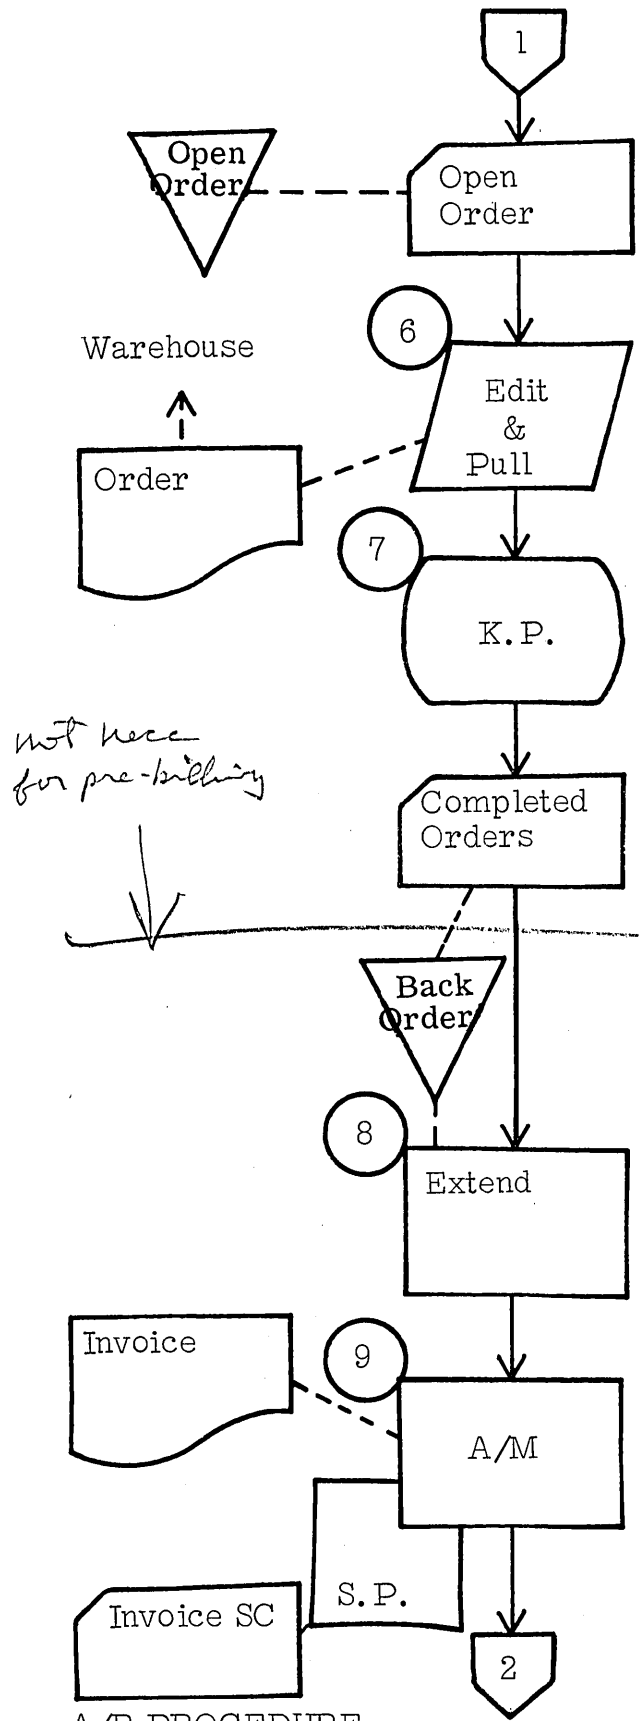 1
Open
Order
Open
Order
6
Warehouse
Edit
&
Pull
Order
7
K.P.
not nece
for pre-billing
Completed
Orders
Back
Order
8
Extend
Invoice
9
A/M
S.P.
Invoice SC
2
A/R PROCEDURE